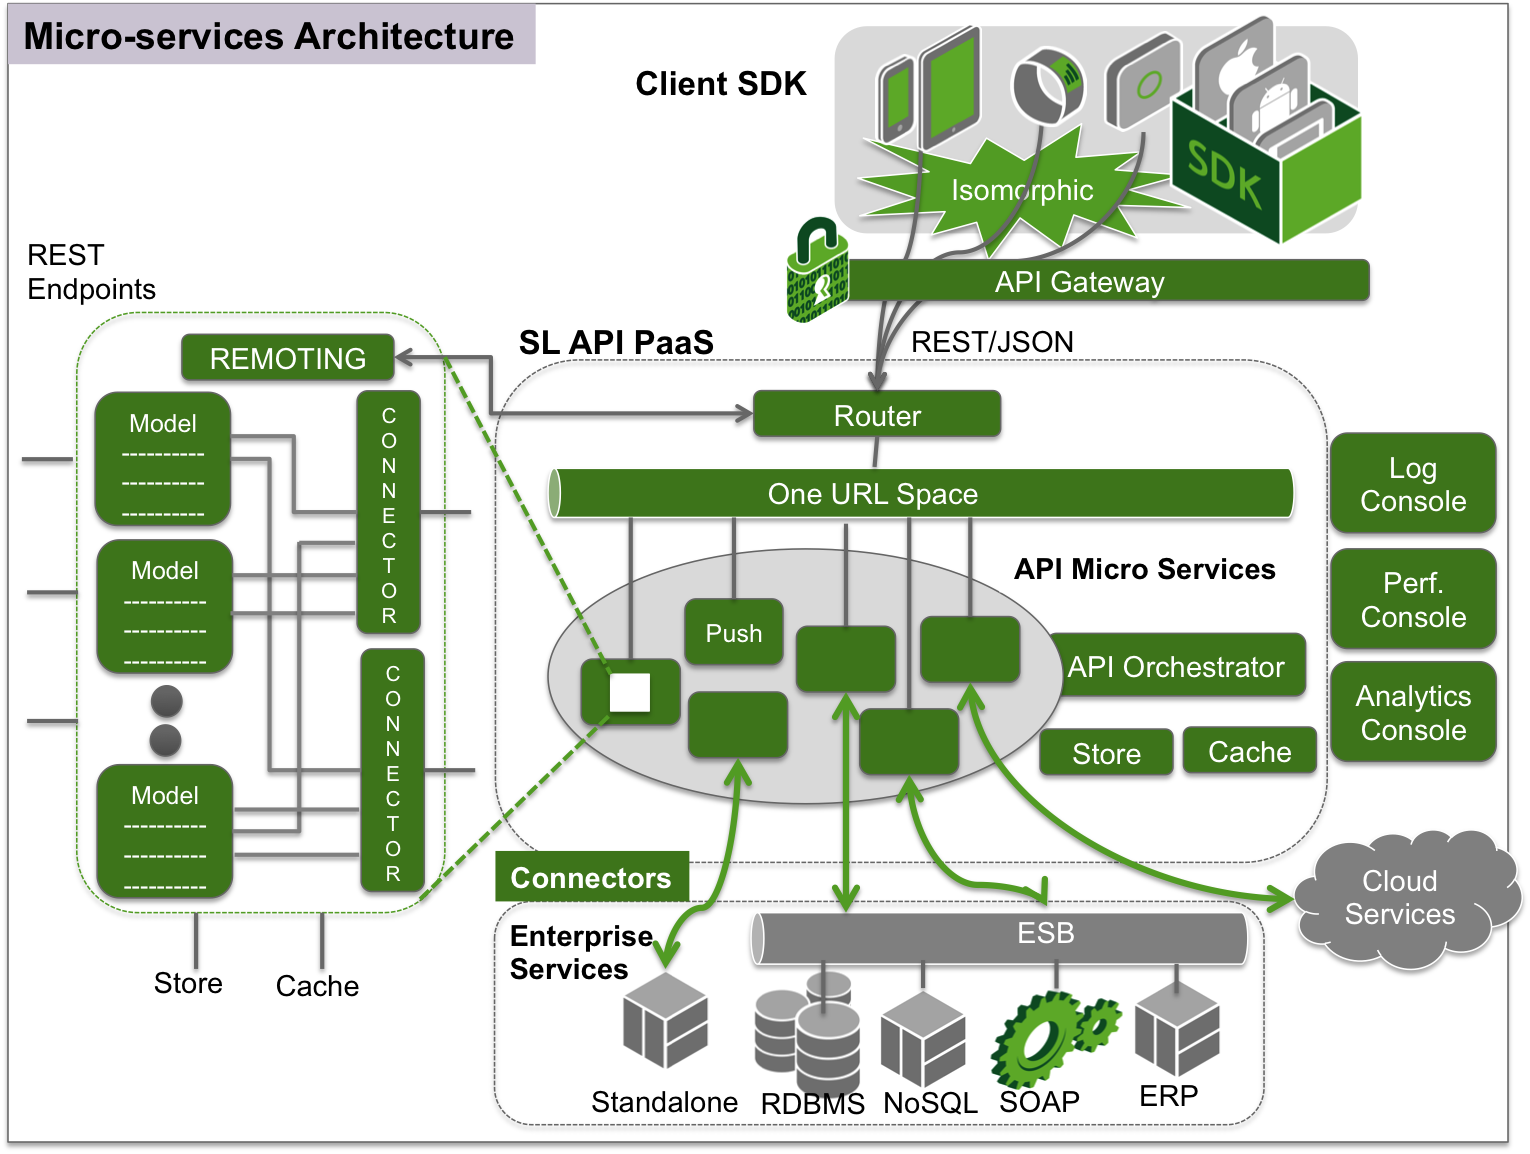 Micro-services Architecture
Client SDK
SDK
Isomorphic
API Gateway
REST
Endpoints
SL API PaaS
REST/JSON
REMOTING
Router
Model
----------
----------
----------
CONNECTOR
One URL Space
Log
Console
Model
----------
----------
----------
API Micro Services
Perf.
Console
Push
API Orchestrator
CONNECTOR
Analytics
Console
Store
Cache
Model
----------
----------
----------
Connectors
Cloud
Services
Enterprise
Services
ESB
Store
Cache
Standalone
RDBMS
NoSQL
SOAP
ERP